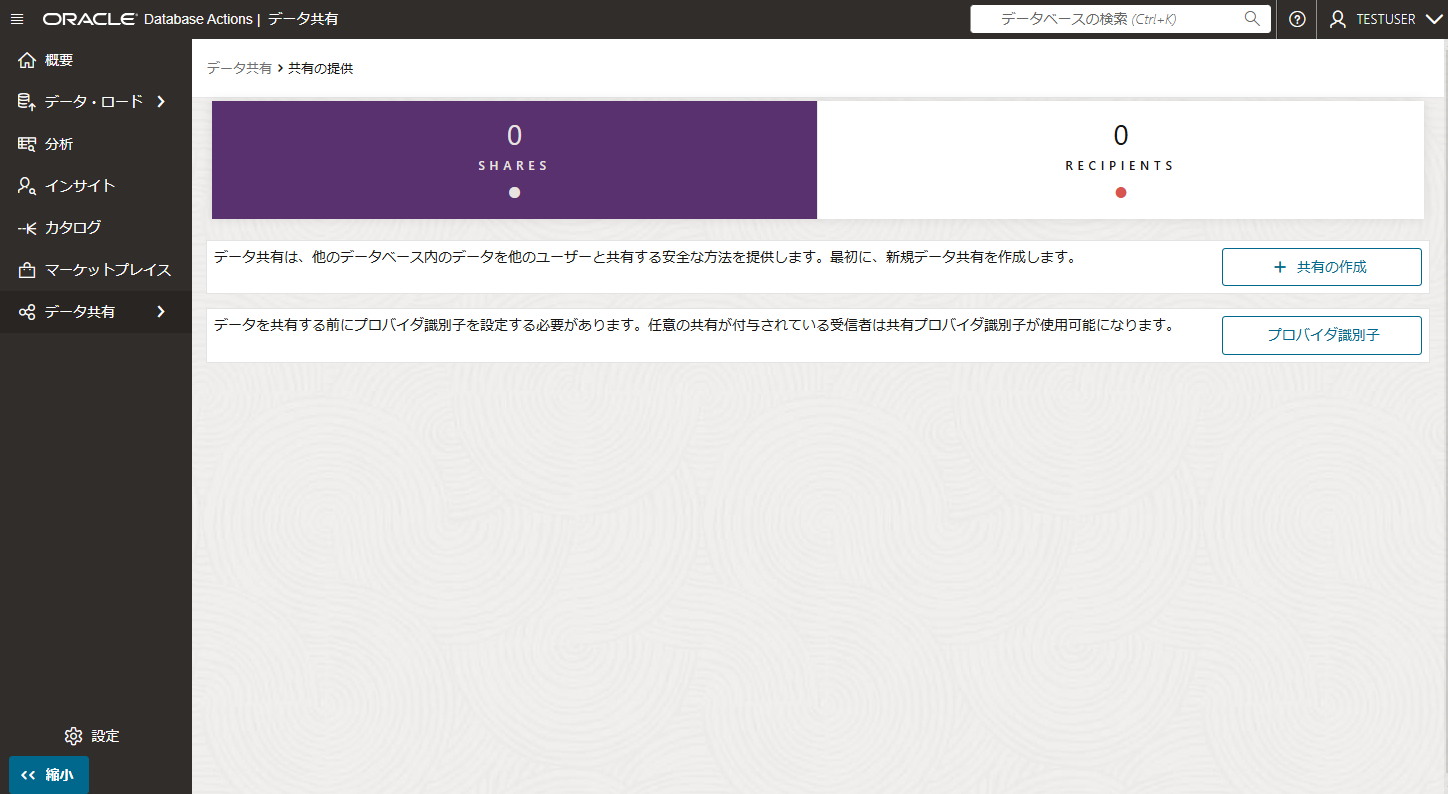 ORACLE Database Actions | データ共有
データベースの検索 (Ctrl+K)
TESTUSER
概要
データ・ロード
分析
インサイト
カタログ
マーケットプレイス
データ共有
設定
縮小
データ共有 > 共有の提供
0
SHARES
0
RECIPIENTS
データ共有は、他のデータベース内のデータを他のユーザーと共有する安全な方法を提供します。最初に、新規データ共有を作成します。
+ 共有の作成
データを共有する前にプロバイダ識別子を設定する必要があります。任意の共有が付与されている受信者は共有プロバイダ識別子が使用可能になります。
プロバイダ識別子